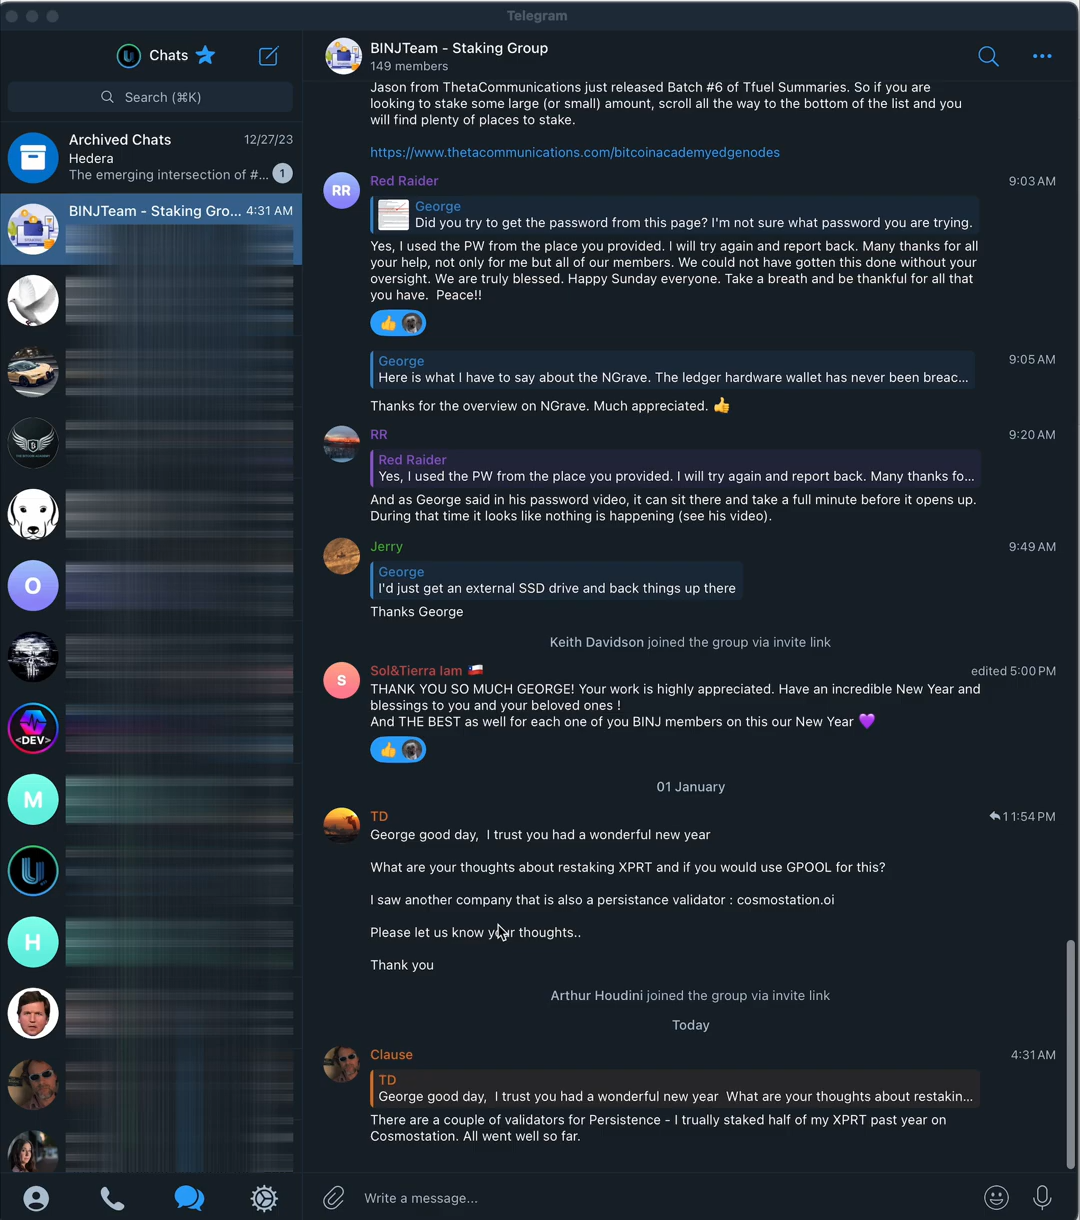 Telegram
Chats
Search (⌘K)
Archived Chats 12/27/23
Hedera
The emerging intersection of #... 1
BINJTeam - Staking Gro... 4:31 AM
O
<DEV>
M
H
BINJTeam - Staking Group
149 members
Jason from ThetaCommunications just released Batch #6 of Tfuel Summaries. So if you are
looking to stake some large (or small) amount, scroll all the way to the bottom of the list and you
will find plenty of places to stake.
https://www.thetacommunications.com/bitcoinacademyedgenodes
RR
Red Raider 9:03 AM
George
Did you try to get the password from this page? I'm not sure what password you are trying.
Yes, I used the PW from the place you provided. I will try again and report back. Many thanks for all
your help, not only for me but all of our members. We could not have gotten this done without your
oversight. We are truly blessed. Happy Sunday everyone. Take a breath and be thankful for all that
you have.  Peace!!
👍
George 9:05 AM
Here is what I have to say about the NGrave. The ledger hardware wallet has never been breac...
Thanks for the overview on NGrave. Much appreciated. 👍
RR 9:20 AM
Red Raider
Yes, I used the PW from the place you provided. I will try again and report back. Many thanks fo...
And as George said in his password video, it can sit there and take a full minute before it opens up.
During that time it looks like nothing is happening (see his video).
Jerry 9:49 AM
George
I'd just get an external SSD drive and back things up there
Thanks George
Keith Davidson joined the group via invite link
S
Sol&Tierra Iam 🇨🇱 edited 5:00 PM
THANK YOU SO MUCH GEORGE! Your work is highly appreciated. Have an incredible New Year and
blessings to you and your beloved ones !
And THE BEST as well for each one of you BINJ members on this our New Year 💜
👍
01 January
TD 1 1:54 PM
George good day,  I trust you had a wonderful new year
What are your thoughts about restaking XPRT and if you would use GPOOL for this?
I saw another company that is also a persistance validator : cosmostation.oi
Please let us know your thoughts..
Thank you
Arthur Houdini joined the group via invite link
Today
Clause 4:31 AM
TD
George good day,  I trust you had a wonderful new year  What are your thoughts about restakin...
There are a couple of validators for Persistence - I trually staked half of my XPRT past year on
Cosmostation. All went well so far.
Write a message...